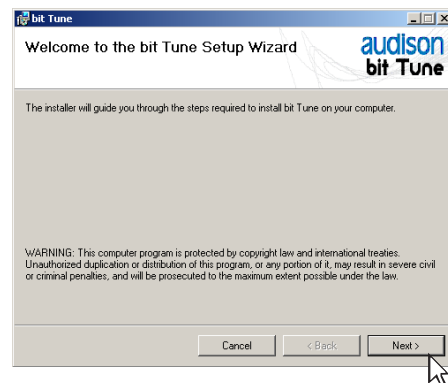 bit Tune
Welcome to the bit Tune Setup Wizard
audison
bit Tune
The installer will guide you through the steps required to install bit Tune on your computer.
WARNING: This computer program is protected by copyright law and international treaties.
Unauthorized duplication or distribution of this program, or any portion of it, may result in severe civil
or criminal penalties, and will be prosecuted to the maximum extent possible under the law.
Cancel
< Back
Next >